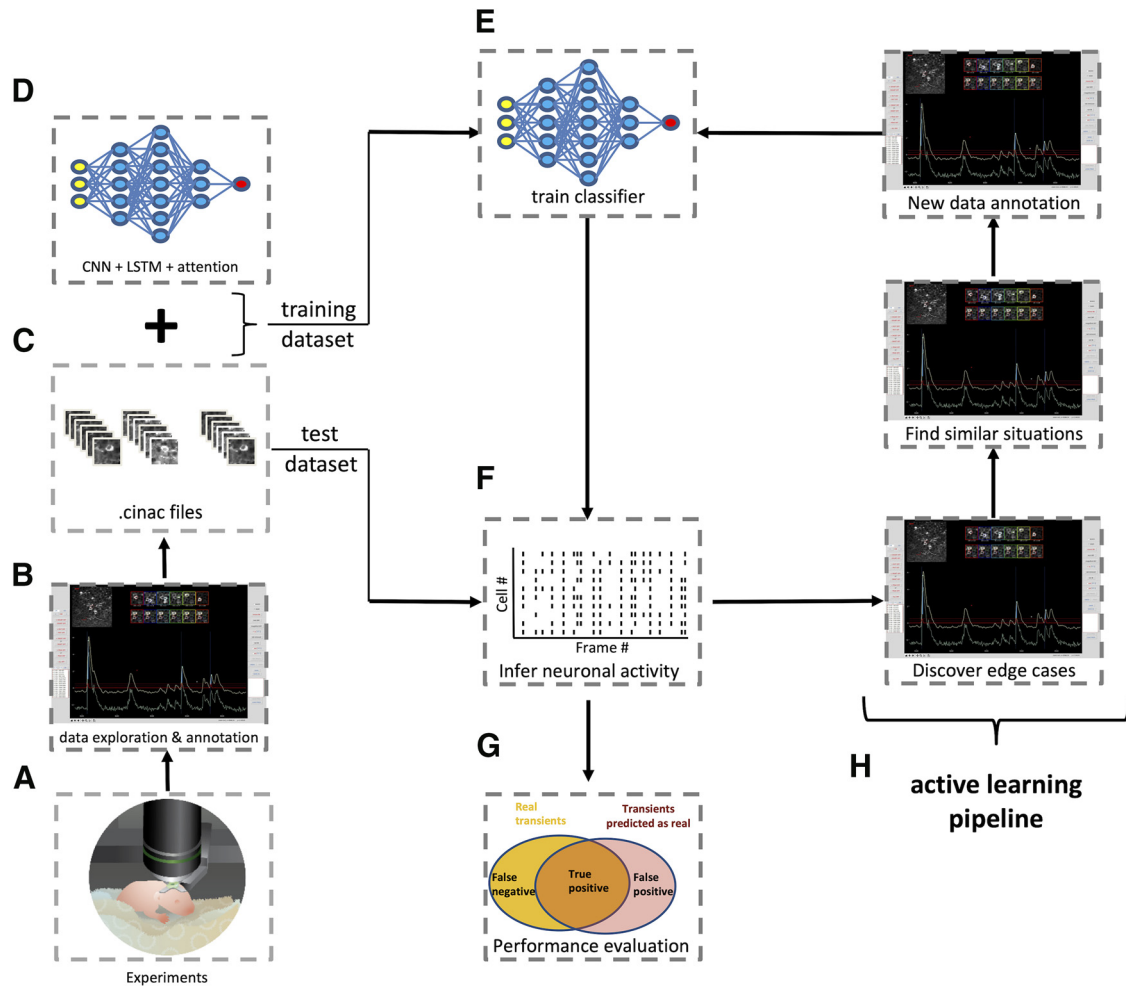 E
D
train classifier
New data annotation
CNN + LSTM + attention
training
dataset
C
Find similar situations
test
dataset
.cinac files
F
B
Cell #
Frame #
Infer neuronal activity
Discover edge cases
data exploration & annotation
G
H
active learning
pipeline
A
Real
transients
Transients
predicted as real
False
negative
True
positive
False
positive
Performance evaluation
Experiments